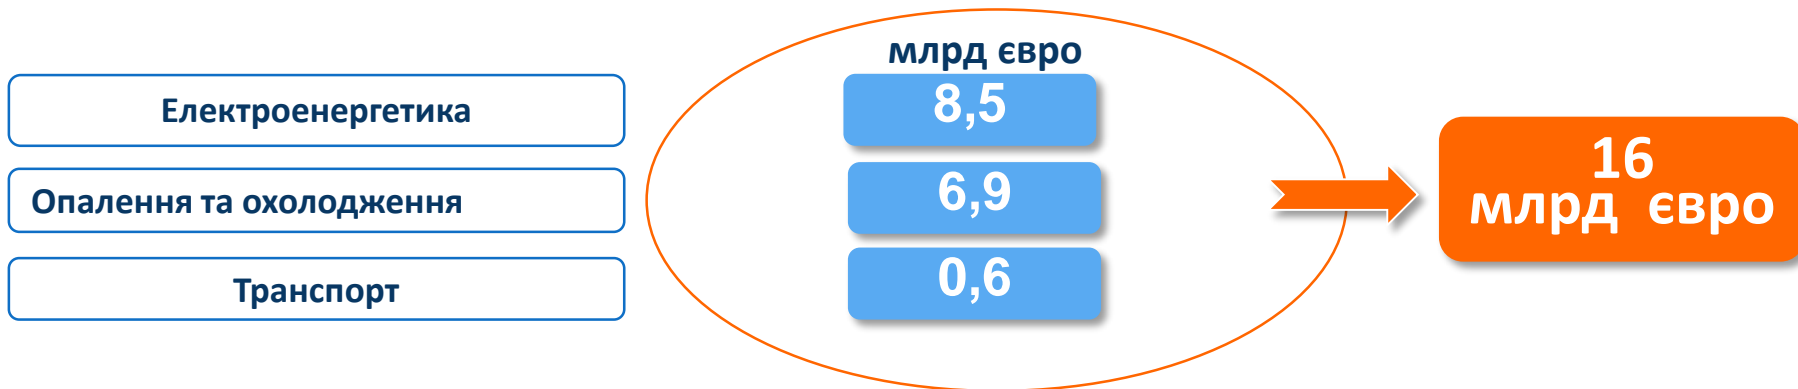 млрд євро
Електроенергетика
8,5
Опалення та охолодження
6,9
Транспорт
0,6
16
млрд євро